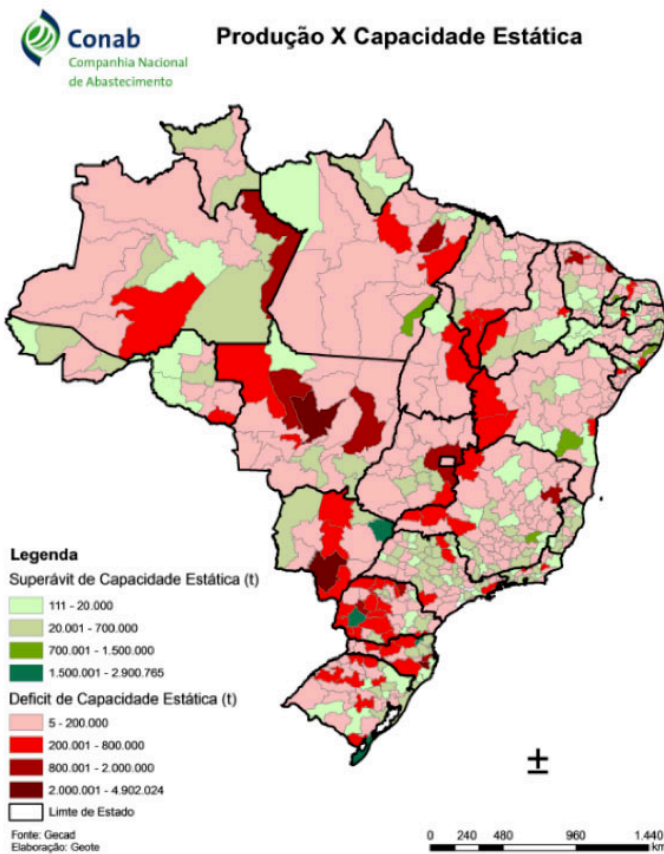 Conab
Companhia Nacional
de Abastecimento
Produção X Capacidade Estática
Legenda
Superávit de Capacidade Estática (t)
111 - 20.000
20.001 - 700.000
700.001 - 1.500.000
1.500.001 - 2.900.765
Deficit de Capacidade Estática (t)
5 - 200.000
200.001 - 800.000
800.001 - 2.000.000
2.000.001 - 4.902.024
Limte de Estado
Fonte: Gecad
Elaboração: Geote
0 240 480 960 1.440
km